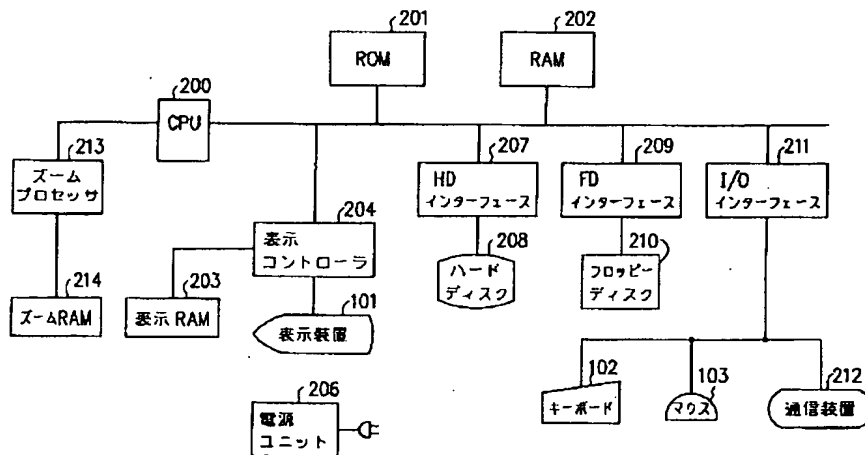 201
ROM
202
RAM
200
CPU
213
ズーム
プロセッサ
204
表示
コントローラ
207
HD
インターフェース
209
FD
インターフェース
211
I/O
インターフェース
208
ハード
ディスク
210
フロッピー
ディスク
214
ズームRAM
203
表示RAM
101
表示装置
102
キーボード
103
マウス
212
通信装置
206
電源
ユニット